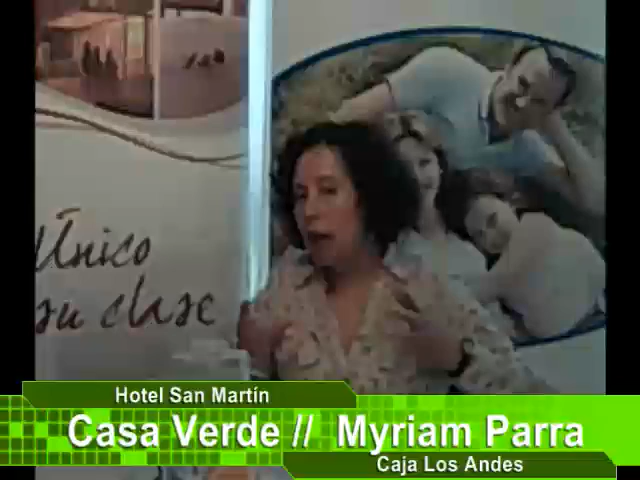 Único
su clase
Hotel San Martín
Casa Verde // Myriam Parra
Caja Los Andes